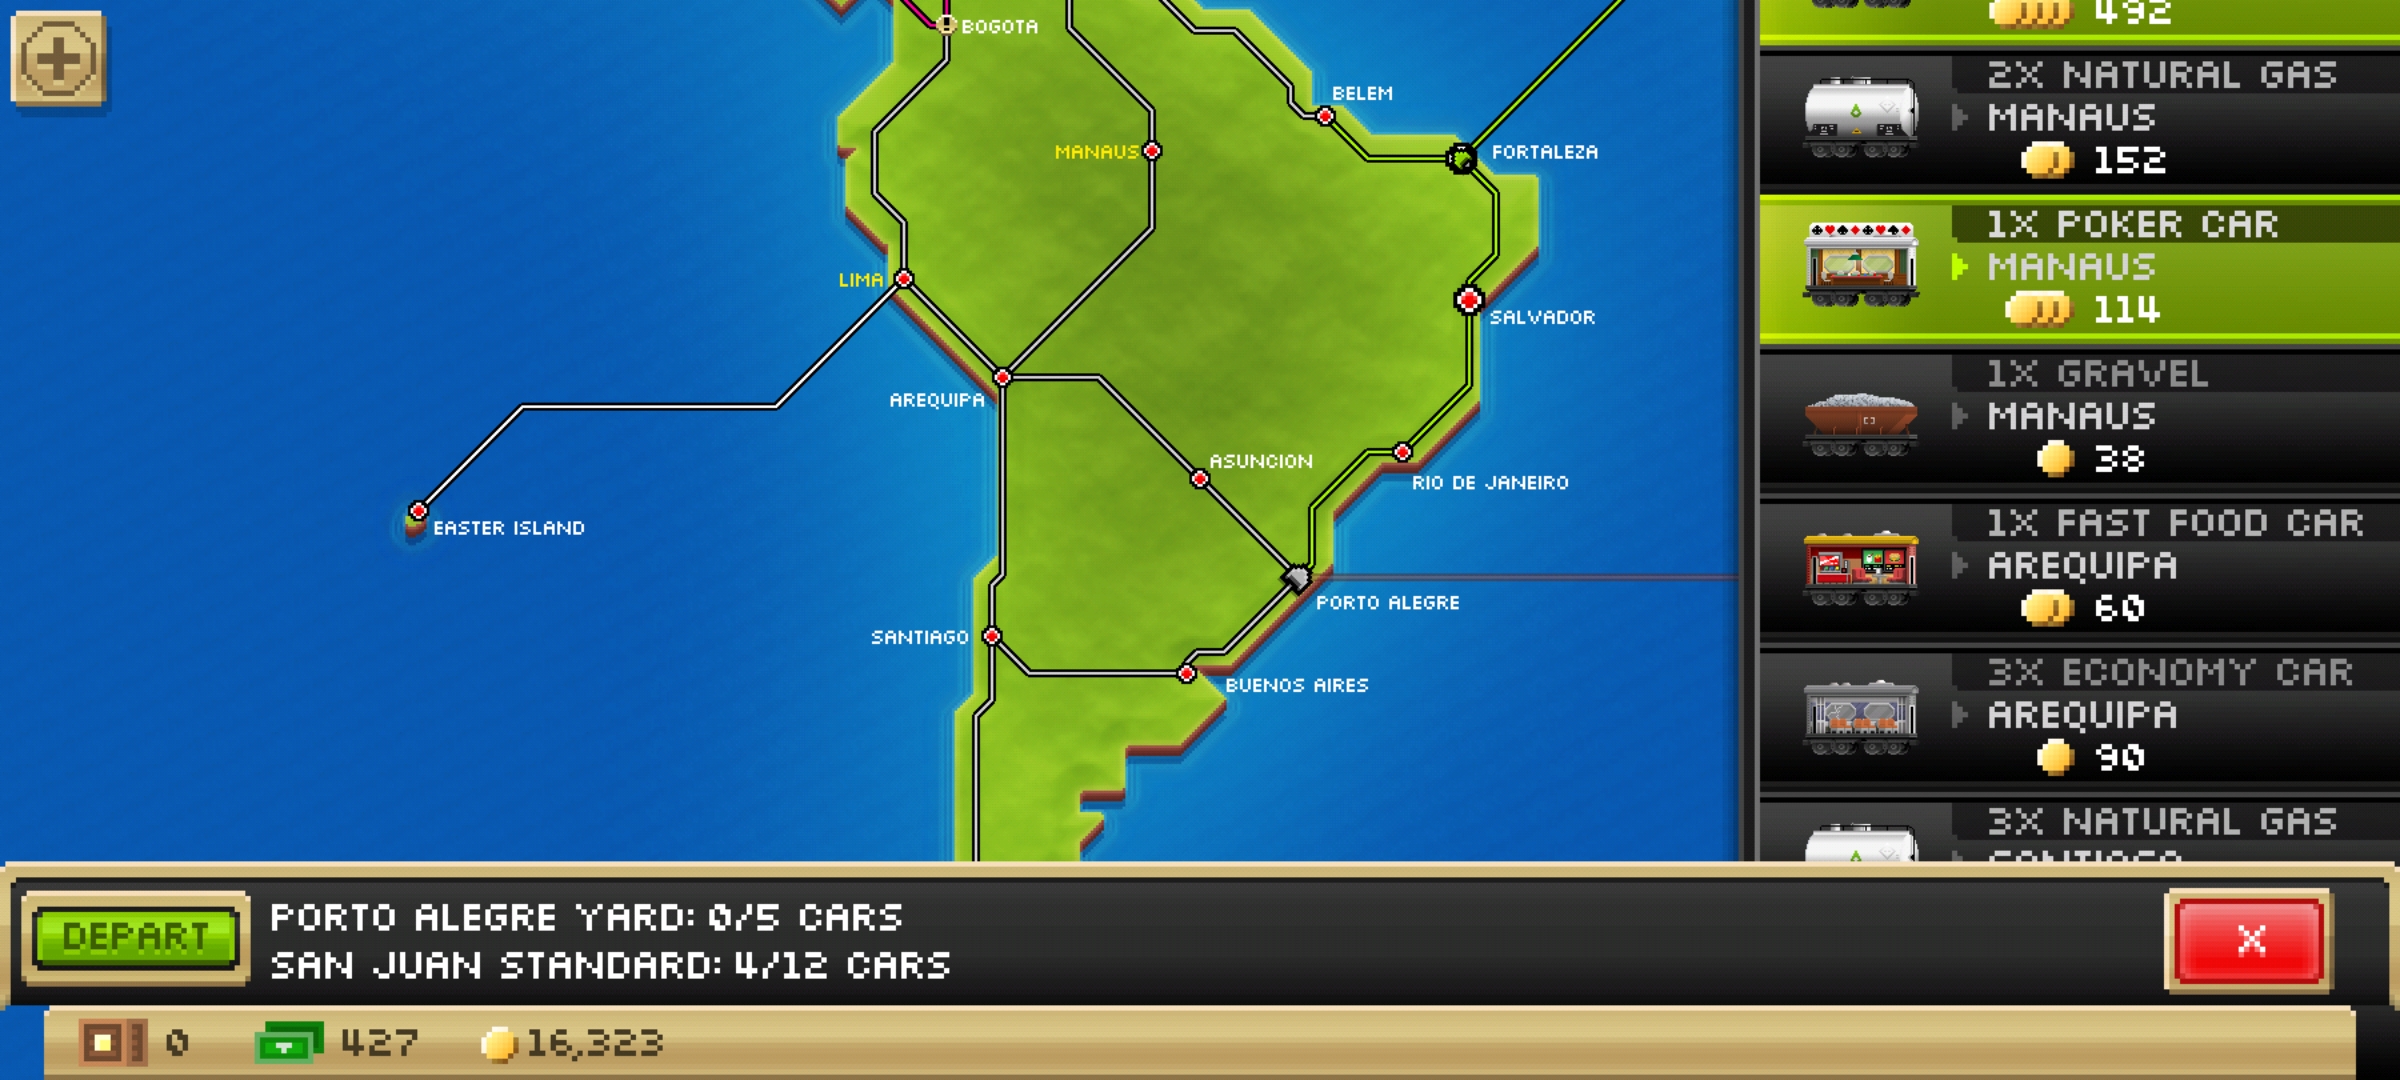 BOGOTA
BELEM
MANAUS
FORTALEZA
LIMA
SALVADOR
AREQUIPA
ASUNCION
RIO DE JANEIRO
EASTER ISLAND
PORTO ALEGRE
SANTIAGO
BUENOS AIRES
492
2X NATURAL GAS
MANAUS
152
1X POKER CAR
MANAUS
114
1X GRAVEL
MANAUS
38
1X FAST FOOD CAR
AREQUIPA
60
3X ECONOMY CAR
AREQUIPA
90
3X NATURAL GAS
SANTIAGO
DEPART
PORTO ALEGRE YARD: 0/5 CARS
SAN JUAN STANDARD: 4/12 CARS
X
0
427
16,323